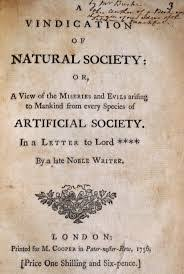 A
VINDICATION
OF
NATURAL SOCIETY:
OR,
A View of the MISERIES and EVILS arising
to Mankind from every Species of
ARTIFICIAL SOCIETY.
In a LETTER to Lord ****
By a late NOBLE WRITER.
LONDON:
Printed for M. COOPER in Pater-noster-Row, 1756.
[Price One Shilling and Six-pence.]
3